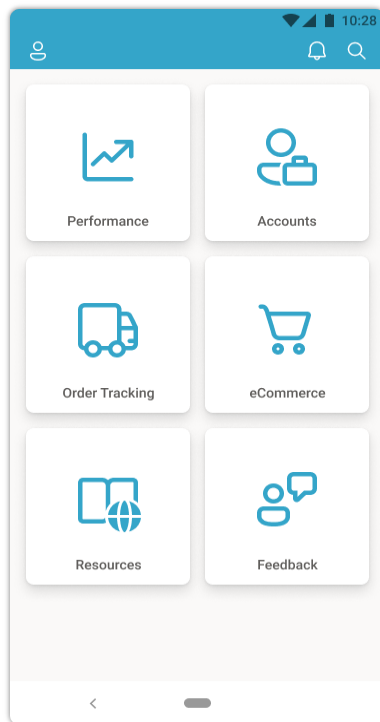 10:28
Performance
Accounts
Order Tracking
eCommerce
Resources
Feedback